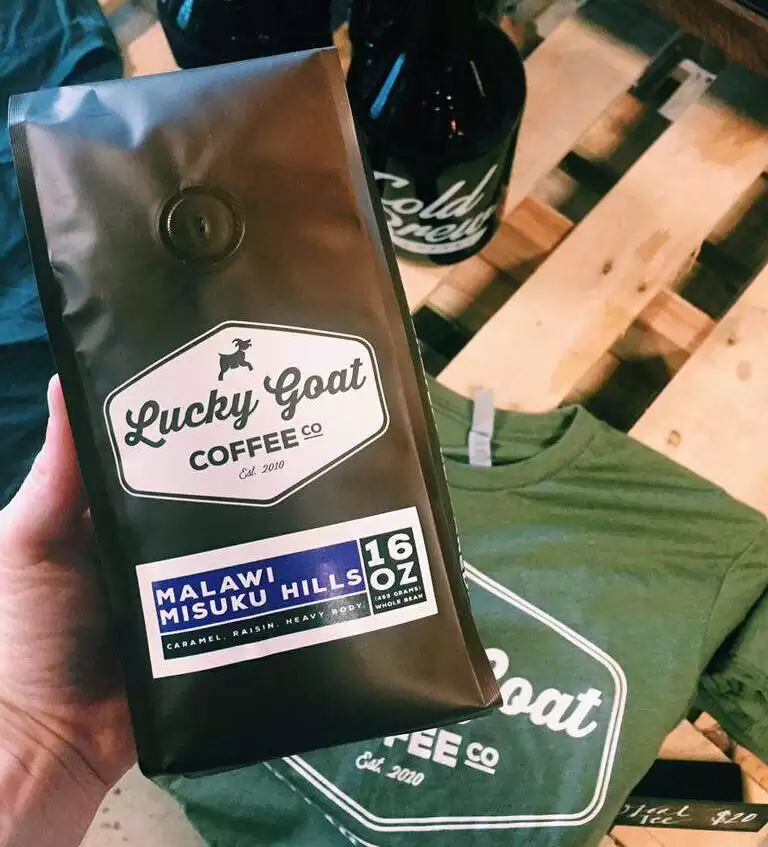 Cold
Brew
Lucky Goat
COFFEE CO
Est. 2010
MALAWI
MISUKU HILLS
16
OZ
(453 GRAMS)
WHOLE BEAN
CARAMEL. RAISIN. HEAVY BODY.
Goat
FEE CO
Est. 2010
$20